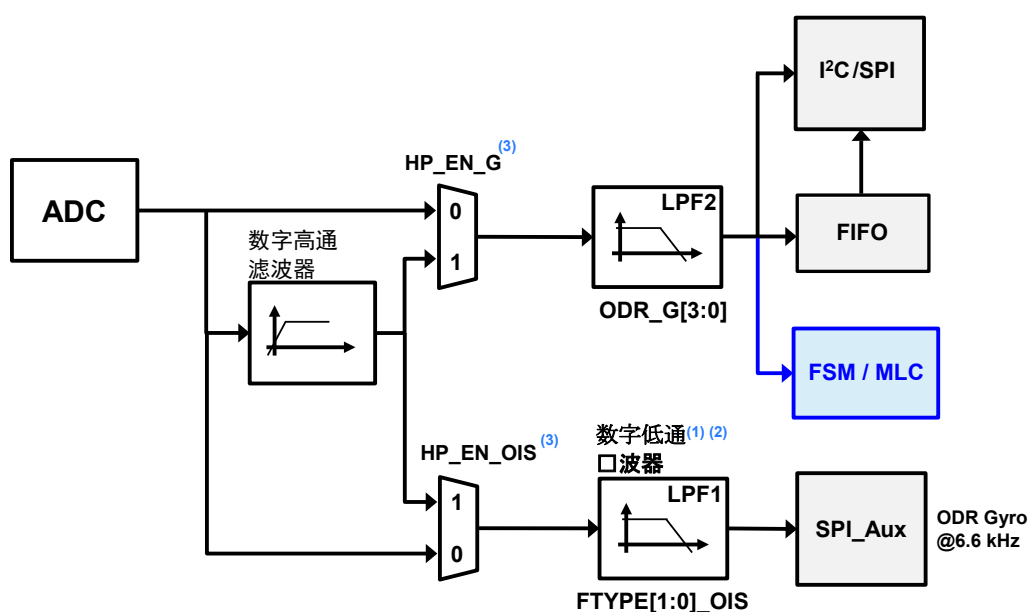 I²C/SPI
HP_EN_G(3)
ADC
0
1
LPF2
FIFO
数字高通
滤波器
ODR_G[3:0]
FSM / MLC
HP_EN_OIS(3)
数字低通(1) (2)
□波器
1
0
LPF1
SPI_Aux
ODR Gyro
@6.6 kHz
FTYPE[1:0]_OIS